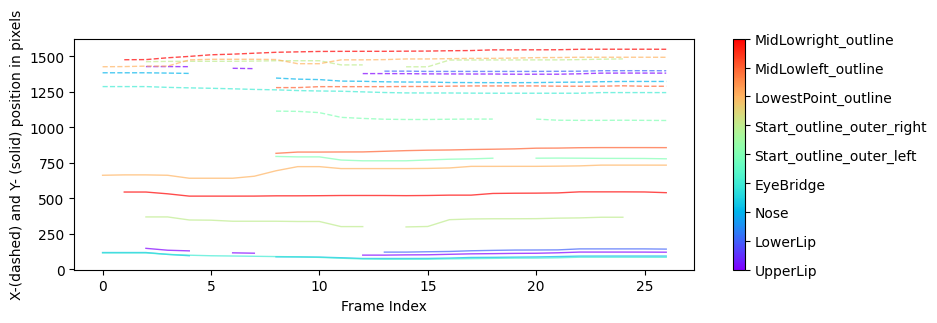 X-(dashed) and Y- (solid) position in pixels
1500
1250
1000
750
500
250
0
0
5
10
15
20
25
Frame Index
MidLowright_outline
MidLowleft_outline
LowestPoint_outline
Start_outline_outer_right
Start_outline_outer_left
EyeBridge
Nose
LowerLip
UpperLip